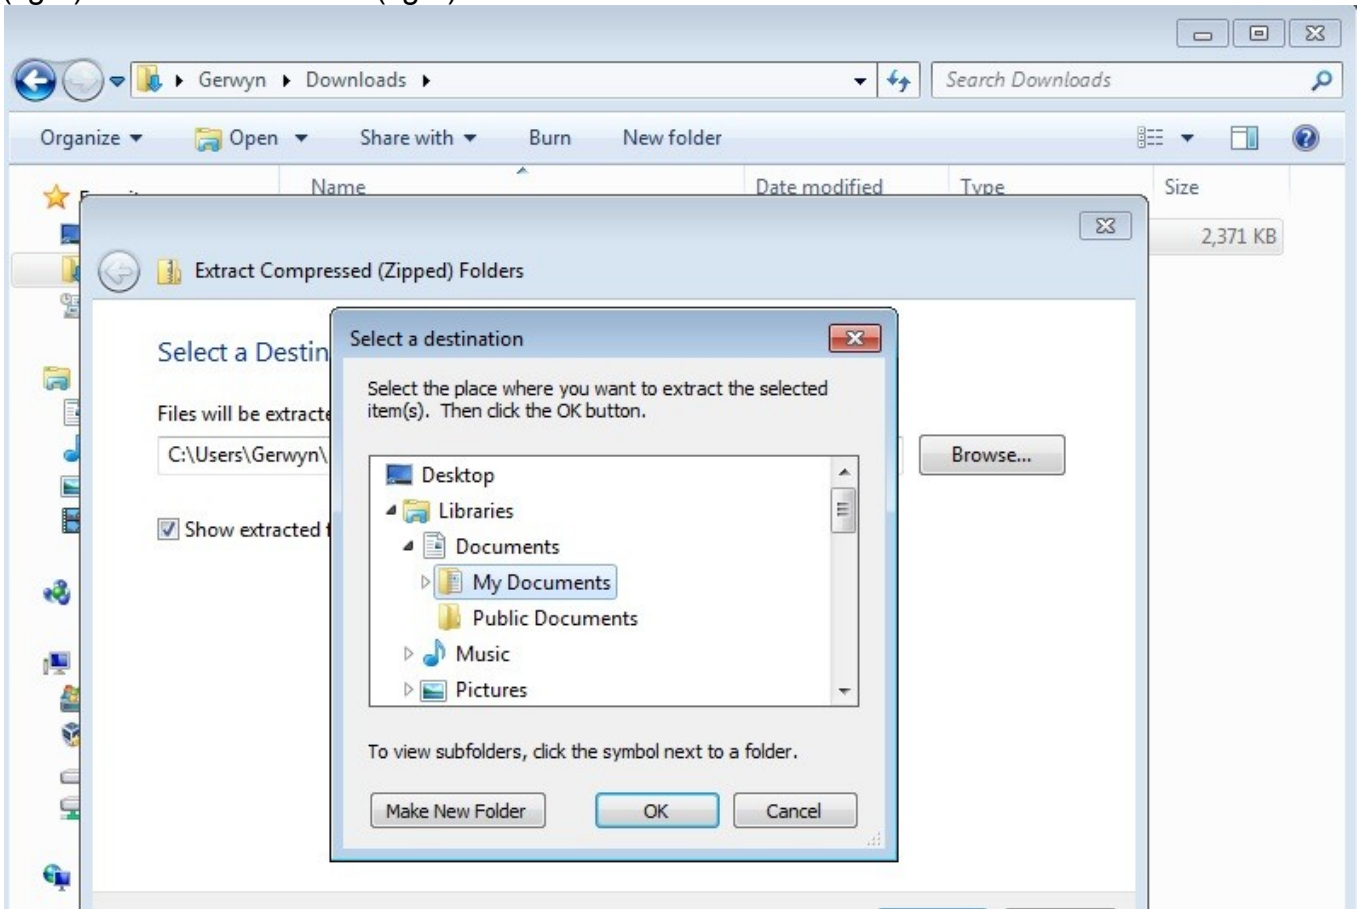 Gerwyn Downloads
Search Downloads
Organize Open Share with Burn New folder
Name Date modified Type Size
2,371 KB
Extract Compressed (Zipped) Folders
Select a Destin
Files will be extracte
C:\Users\Gerwyn\
Browse...
Show extracted f
Select a destination
Select the place where you want to extract the selected
item(s). Then click the OK button.
Desktop
Libraries
Documents
My Documents
Public Documents
Music
Pictures
To view subfolders, click the symbol next to a folder.
Make New Folder OK Cancel